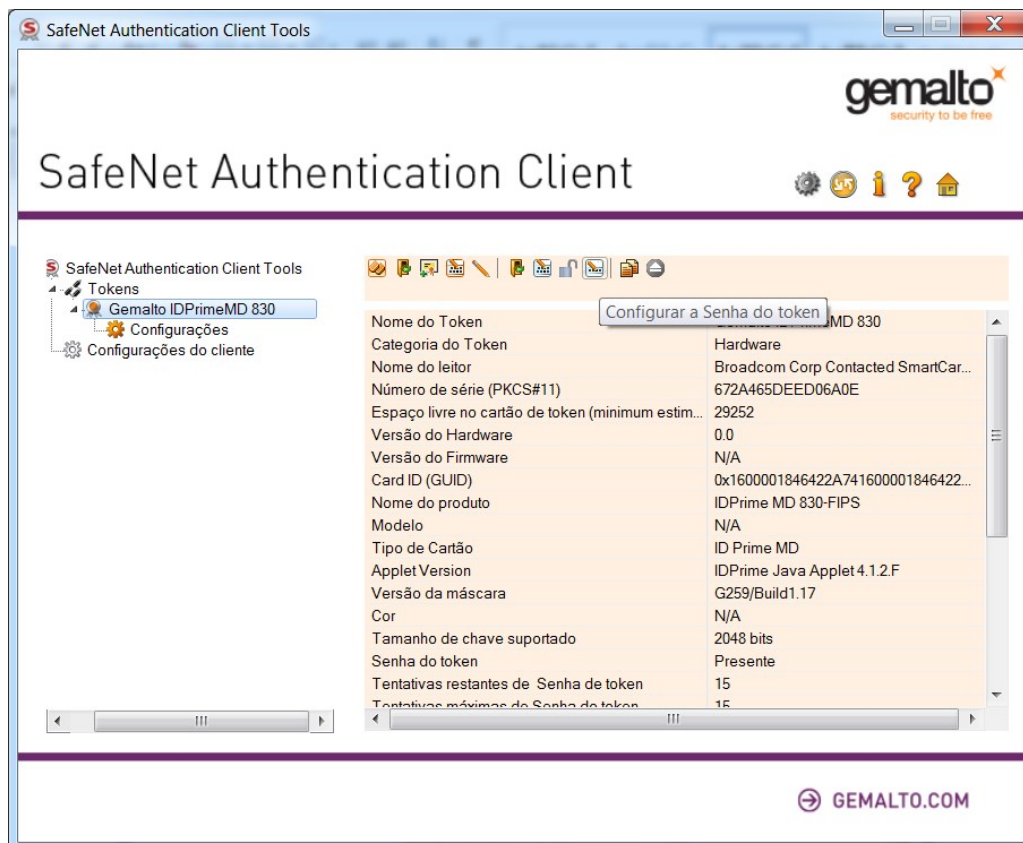 SafeNet Authentication Client Tools
gemalto
security to be free
SafeNet Authentication Client
SafeNet Authentication Client Tools
Tokens
Gemalto IDPrimeMD 830
Configurações
Configurações do cliente
Configurar a Senha do token
Nome do Token MD 830
Categoria do Token Hardware
Nome do leitor Broadcom Corp Contacted SmartCar...
Número de série (PKCS#11) 672A465DEED06A0E
Espaço livre no cartão de token (minimum estim... 29252
Versão do Hardware 0.0
Versão do Firmware N/A
Card ID (GUID) 0x1600001846422A741600001846422...
Nome do produto IDPrime MD 830-FIPS
Modelo N/A
Tipo de Cartão ID Prime MD
Applet Version IDPrime Java Applet 4.1.2.F
Versão da máscara G259/Build1.17
Cor N/A
Tamanho de chave suportado 2048 bits
Senha do token Presente
Tentativas restantes de Senha de token 15
Tentativas máximas de Senha do token 15
GEMALTO.COM